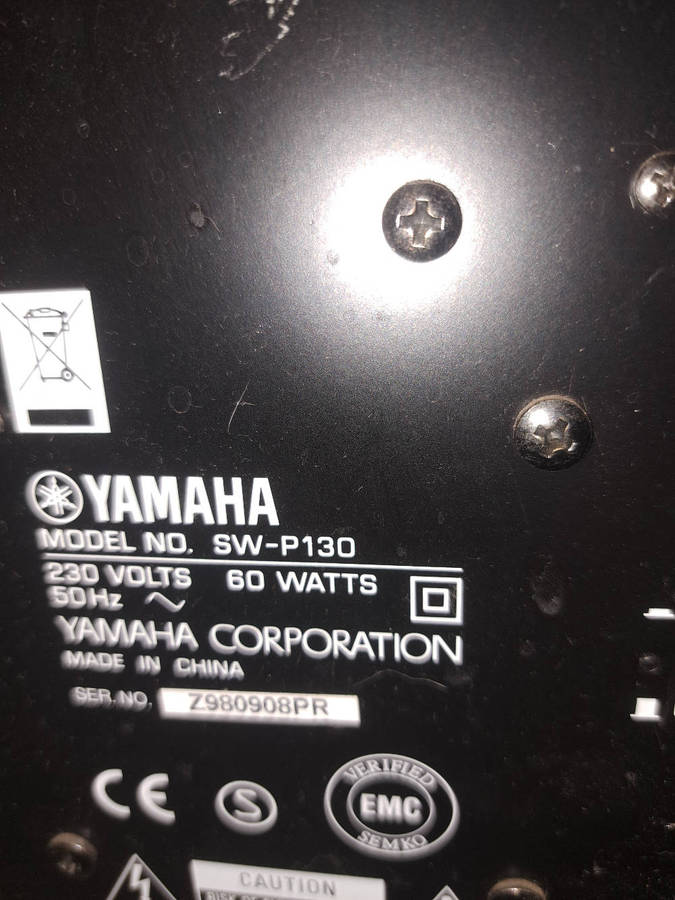 YAMAHA
MODEL NO. SW-P130
230 VOLTS 60 WATTS
50Hz
YAMAHA CORPORATION
MADE IN CHINA
SER. NO. Z980908PR
CE
S
VERIFIED
EMC
SEMKO
CAUTION